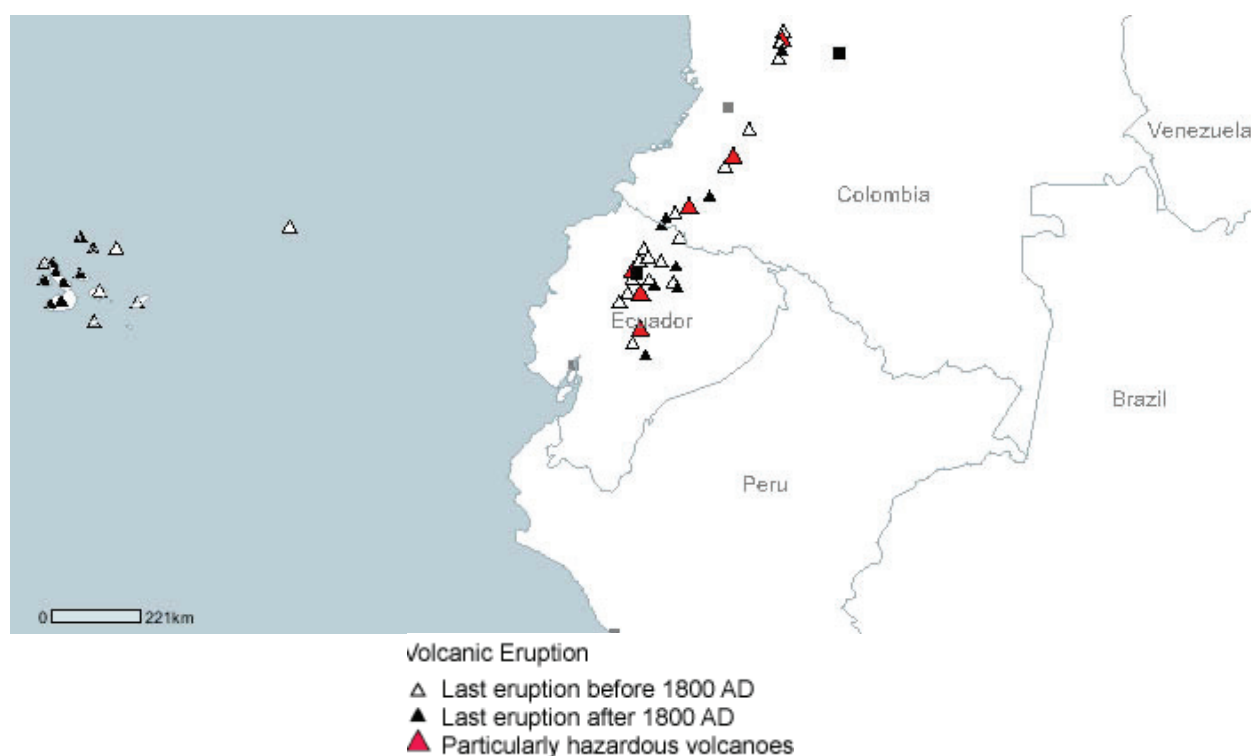 Venezuela
Colombia
Ecuador
Brazil
Peru
0 221km
Volcanic Eruption
Last eruption before 1800 AD
Last eruption after 1800 AD
Particularly hazardous volcanoes